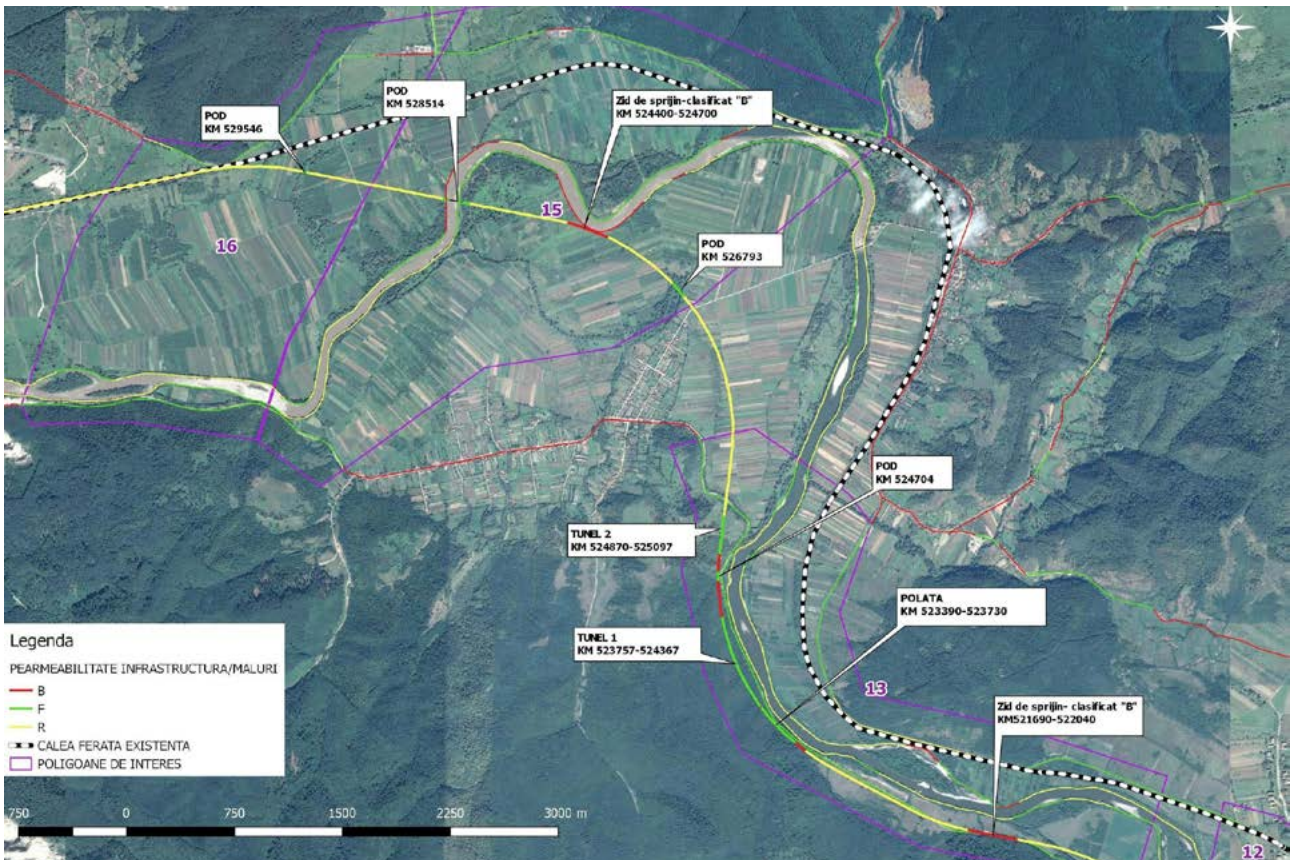 POD
KM 528514
Zid de sprijin-clasificat "B"
KM 524400-524700
POD
KM 529546
15
16
POD
KM 526793
POD
KM 524704
TUNEL 2
KM 524870-525097
POLATA
KM 523390-523730
TUNEL 1
KM 523757-524367
13
Zid de sprijin- clasificat "B"
KM521690-522040
12
Legenda
PEARMEABILITATE INFRASTRUCTURA/MALURI
B
F
R
CALEA FERATA EXISTENTA
POLIGOANE DE INTERES
750 0 750 1500 2250 3000 m